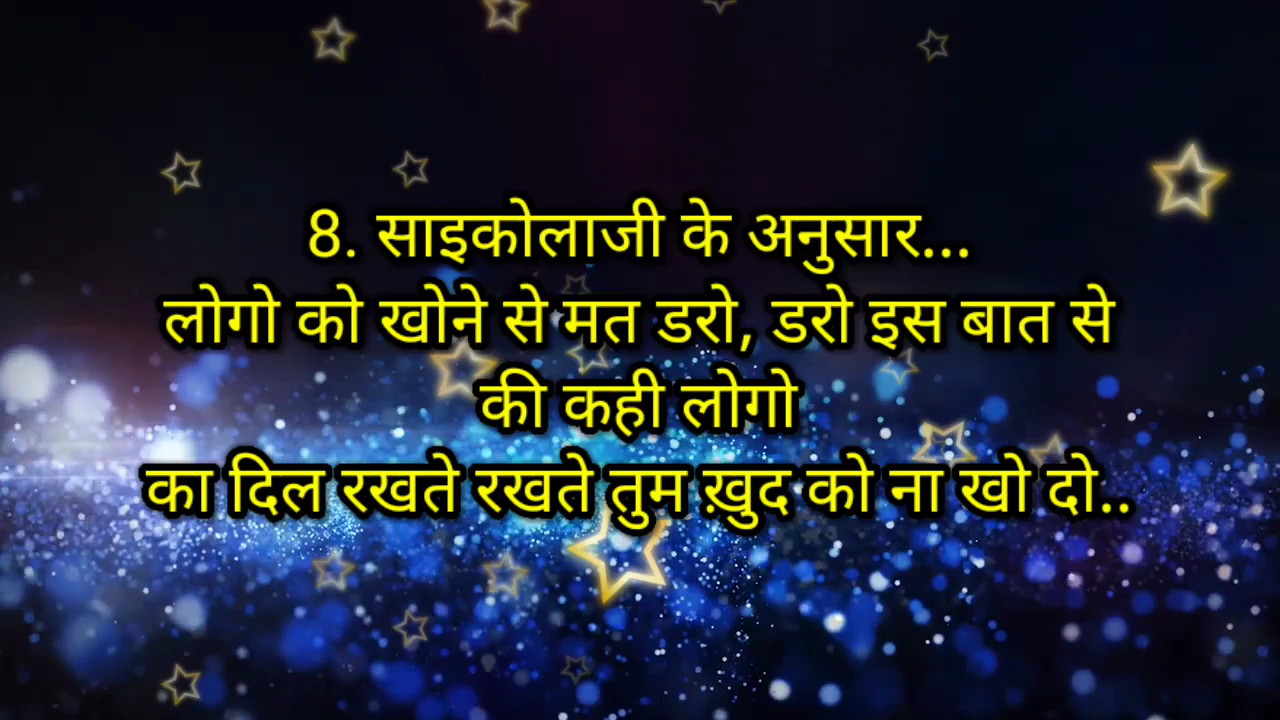 8. साइकोलाजी के अनुसार...
लोगो को खोने से मत डरो, डरो इस बात से
की कही लोगो
का दिल रखते रखते तुम ख़ुद को ना खो दो..